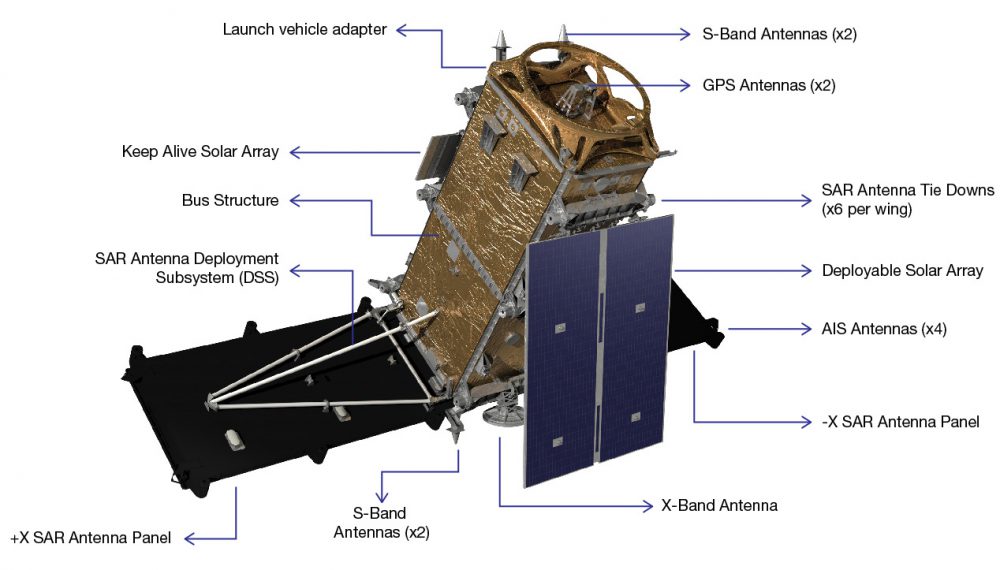 Launch vehicle adapter
S-Band Antennas (x2)
GPS Antennas (x2)
Keep Alive Solar Array
Bus Structure
SAR Antenna Tie Downs
(x6 per wing)
SAR Antenna Deployment
Subsystem (DSS)
Deployable Solar Array
AIS Antennas (x4)
-X SAR Antenna Panel
X-Band Antenna
S-Band
Antennas (x2)
+X SAR Antenna Panel